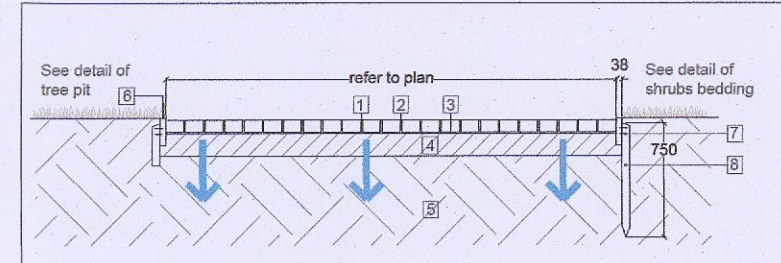 38
See detail of
tree pit
refer to plan
See detail of
shrubs bedding
6
1 2 3
7
4
750
8
5